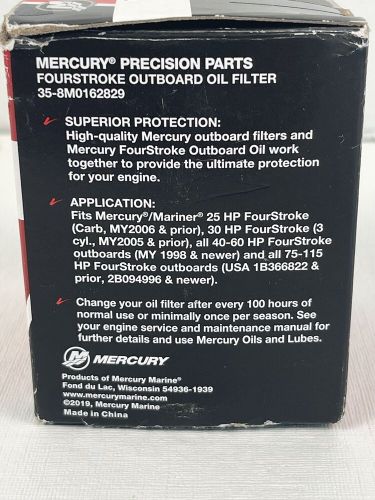 MERCURY® PRECISION PARTS
FOURSTROKE OUTBOARD OIL FILTER
35-8M0162829
✓ SUPERIOR PROTECTION:
High-quality Mercury outboard filters and
Mercury FourStroke Outboard Oil work
together to provide the ultimate protection
for your engine.
✓ APPLICATION:
Fits Mercury®/Mariner® 25 HP FourStroke
(Carb, MY2006 & prior), 30 HP FourStroke (3
cyl., MY2005 & prior), all 40-60 HP FourStroke
outboards (MY 1998 & newer) and all 75-115
HP FourStroke outboards (USA 1B366822 &
prior, 2B094996 & newer).
✓ Change your oil filter after every 100 hours of
normal use or minimally once per season. See
your engine service and maintenance manual for
further details and use Mercury Oils and Lubes.
MERCURY
Products of Mercury Marine®
Fond du Lac, Wisconsin 54936-1939
www.mercurymarine.com
©2019, Mercury Marine
Made in China